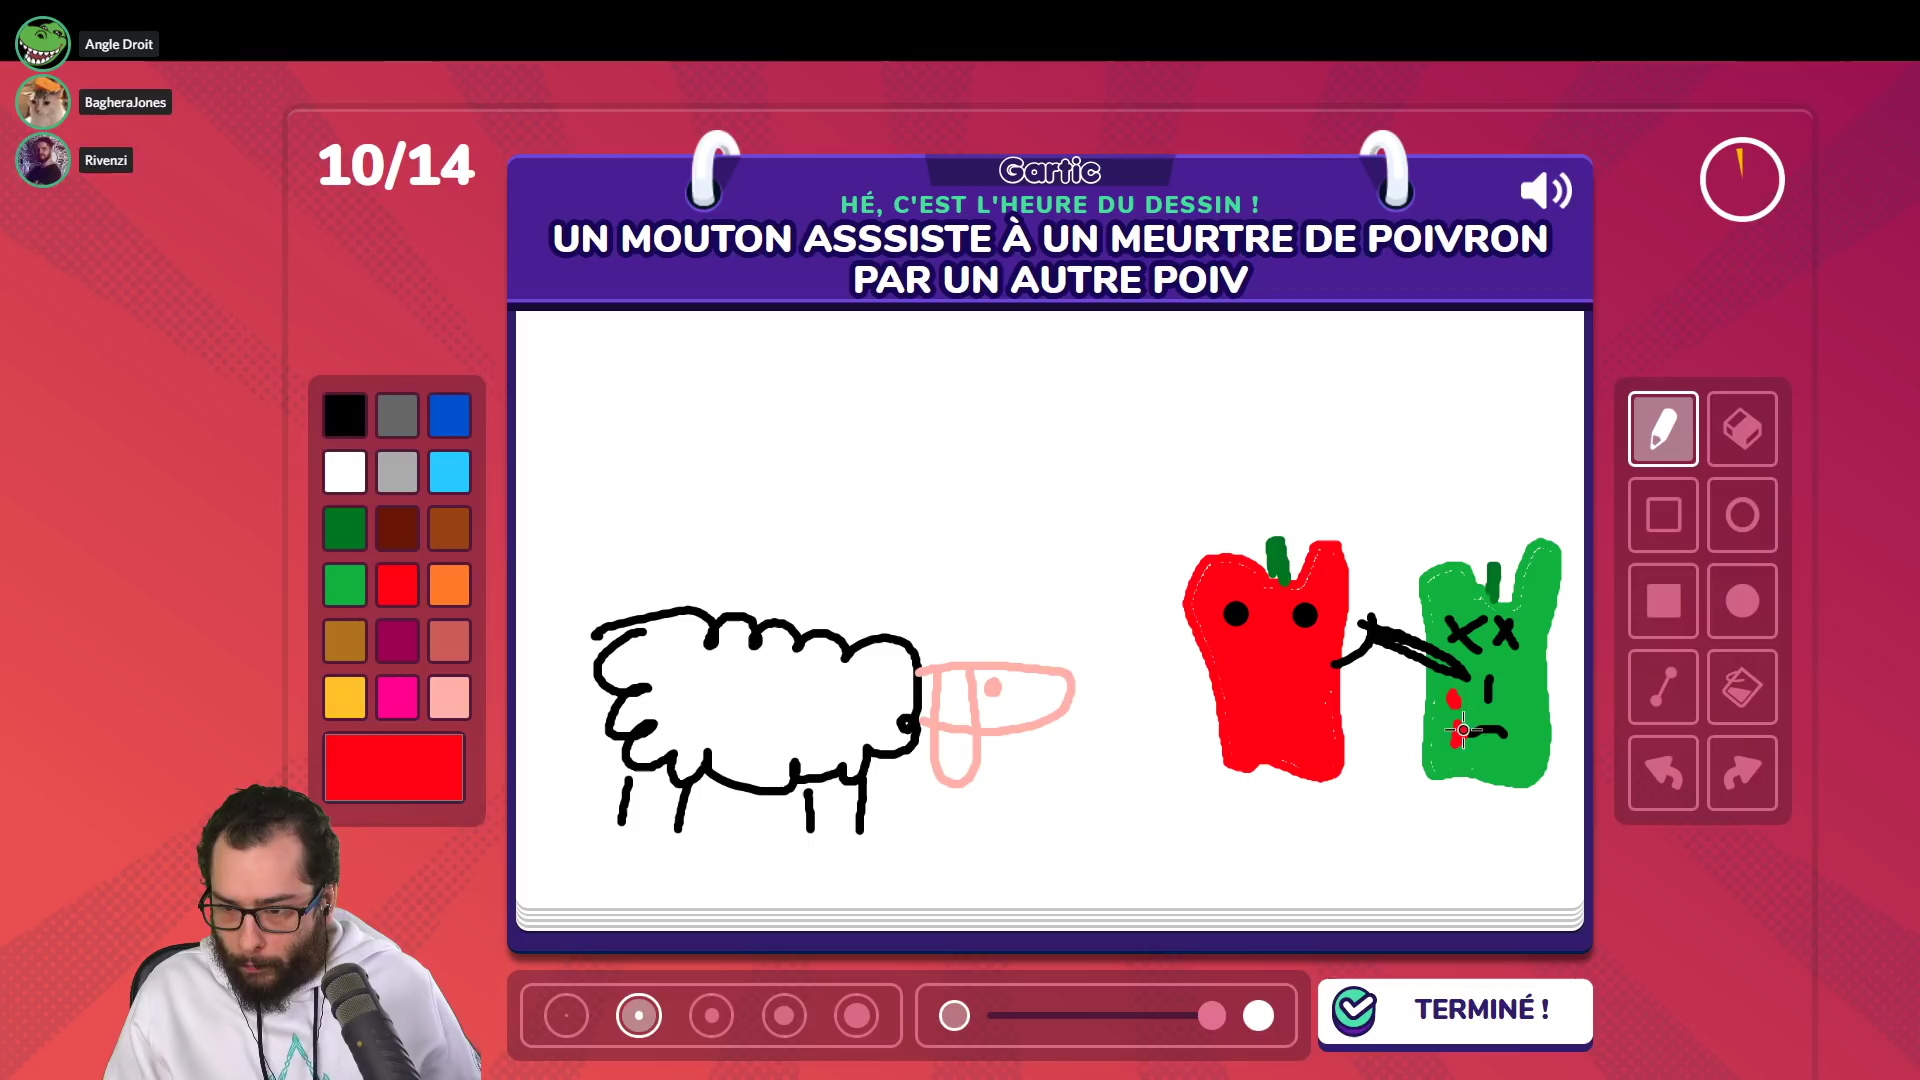 Angle Droit
BagheraJones
Rivenzi
10/14
Gartic
HÉ, C'EST L'HEURE DU DESSIN !
UN MOUTON ASSSISTE À UN MEURTRE DE POIVRON
PAR UN AUTRE POIV
TERMINÉ !